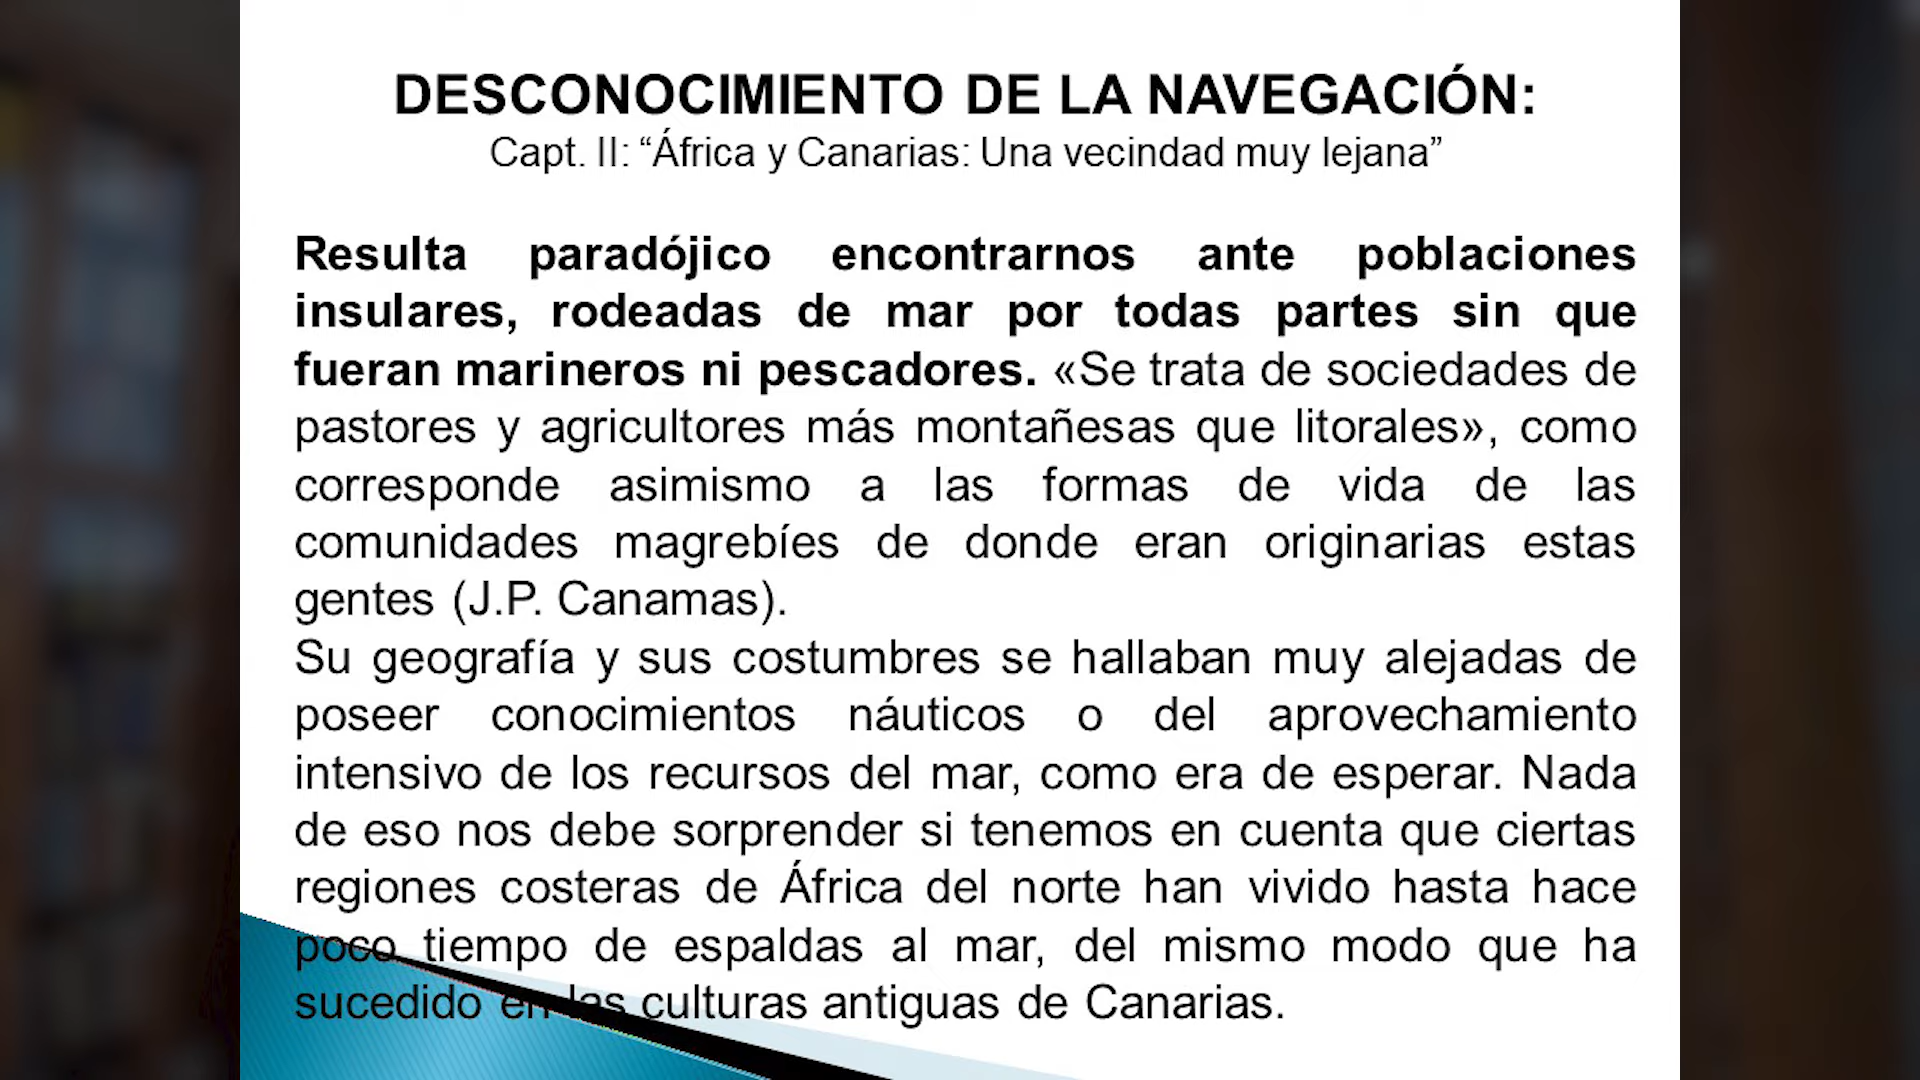 DESCONOCIMIENTO DE LA NAVEGACIÓN:
Capt. II: “África y Canarias: Una vecindad muy lejana”
Resulta paradójico encontrarnos ante poblaciones
insulares, rodeadas de mar por todas partes sin que
fueran marineros ni pescadores. «Se trata de sociedades de
pastores y agricultores más montañesas que litorales», como
corresponde asimismo a las formas de vida de las
comunidades magrebíes de donde eran originarias estas
gentes (J.P. Canamas).
Su geografía y sus costumbres se hallaban muy alejadas de
poseer conocimientos náuticos o del aprovechamiento
intensivo de los recursos del mar, como era de esperar. Nada
de eso nos debe sorprender si tenemos en cuenta que ciertas
regiones costeras de África del norte han vivido hasta hace
poco tiempo de espaldas al mar, del mismo modo que ha
sucedido en las culturas antiguas de Canarias.